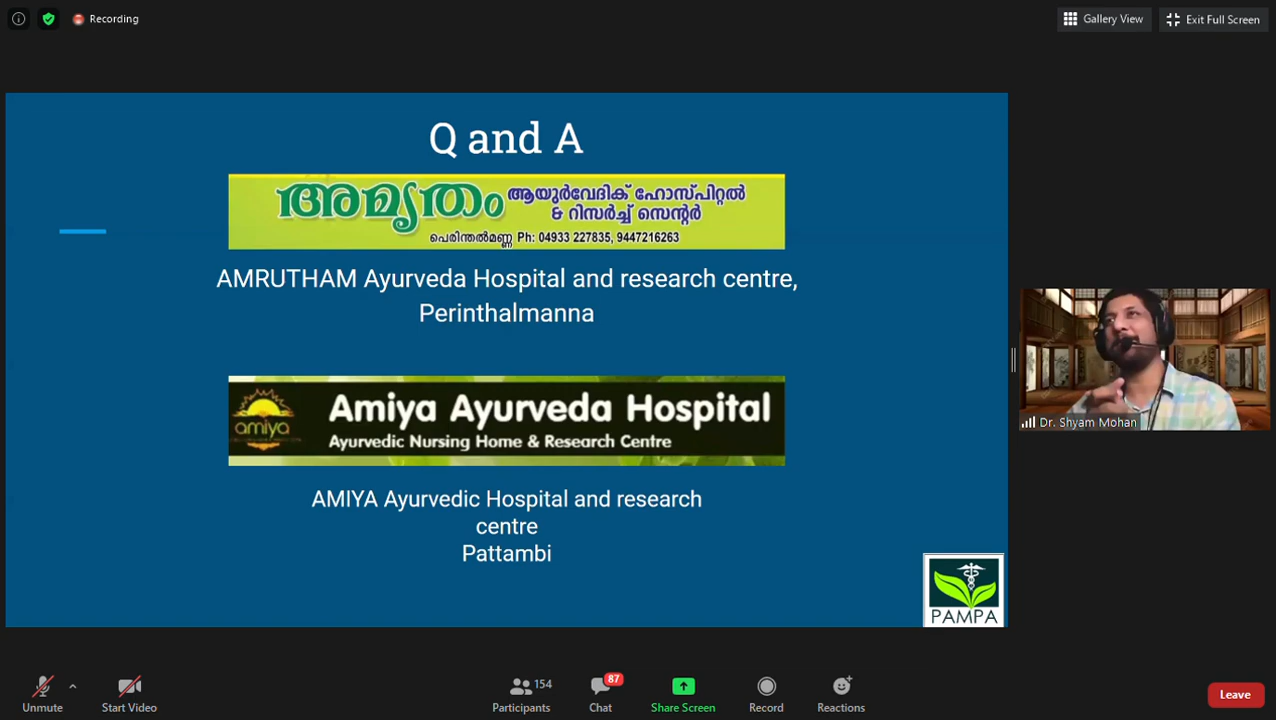 Recording
Gallery View
Exit Full Screen
Q and A
അമൃതം
ആയുർവേദിക് ഹോസ്പിറ്റൽ
& റിസർച്ച് സെന്റർ
പെരിന്തൽമണ്ണ Ph: 04933 227835, 9447216263
AMRUTHAM Ayurveda Hospital and research centre,
Perinthalmanna
amiya
Amiya Ayurveda Hospital
Ayurvedic Nursing Home & Research Centre
AMIYA Ayurvedic Hospital and research
centre
Pattambi
PAMPA
Dr. Shyam Mohan
Unmute
Start Video
Participants 154
Chat 87
Share Screen
Record
Reactions
Leave